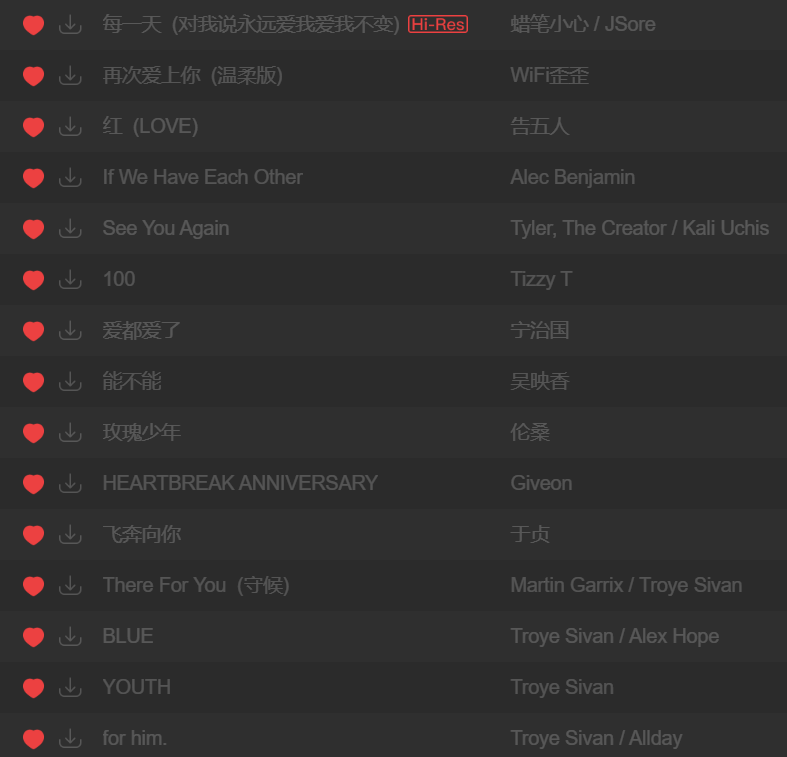 每一天 (对我说永远爱我爱我不变) Hi-Res 蜡笔小心 / JSore
再次爱上你 (温柔版) WiFi歪歪
红 (LOVE) 告五人
If We Have Each Other Alec Benjamin
See You Again Tyler, The Creator / Kali Uchis
100 Tizzy T
爱都爱了 宁治国
能不能 吴映香
玫瑰少年 伦桑
HEARTBREAK ANNIVERSARY Giveon
飞奔向你 于贞
There For You (守候) Martin Garrix / Troye Sivan
BLUE Troye Sivan / Alex Hope
YOUTH Troye Sivan
for him. Troye Sivan / Allday